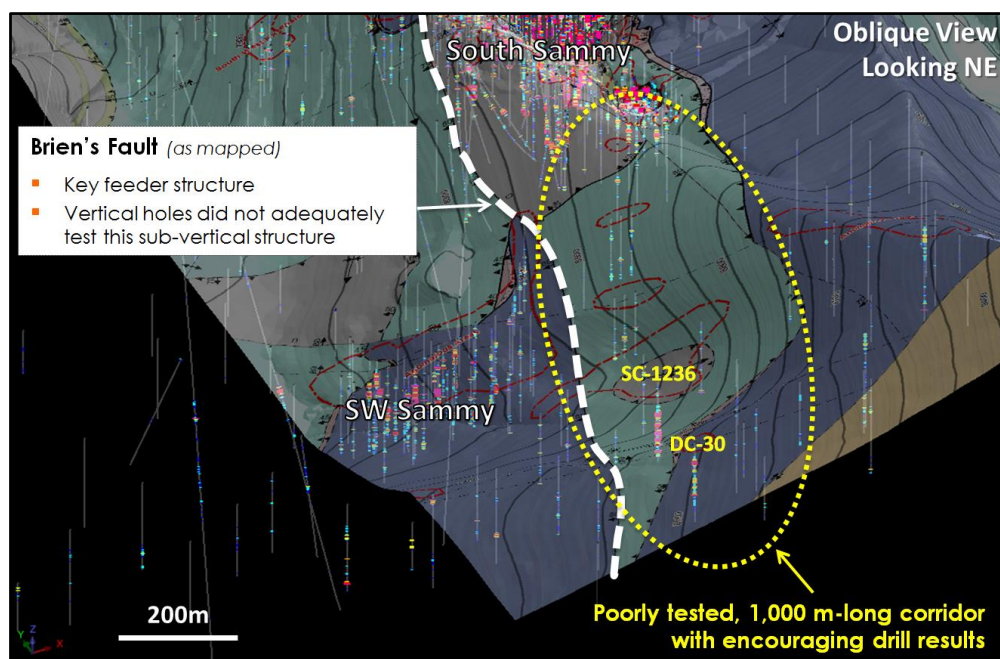 South Sammy
Oblique View
Looking NE
Brien's Fault (as mapped)
Key feeder structure
Vertical holes did not adequately
test this sub-vertical structure
SC-1236
SW Sammy
DC-30
200m
Poorly tested, 1,000 m-long corridor
with encouraging drill results
Z
Y
X